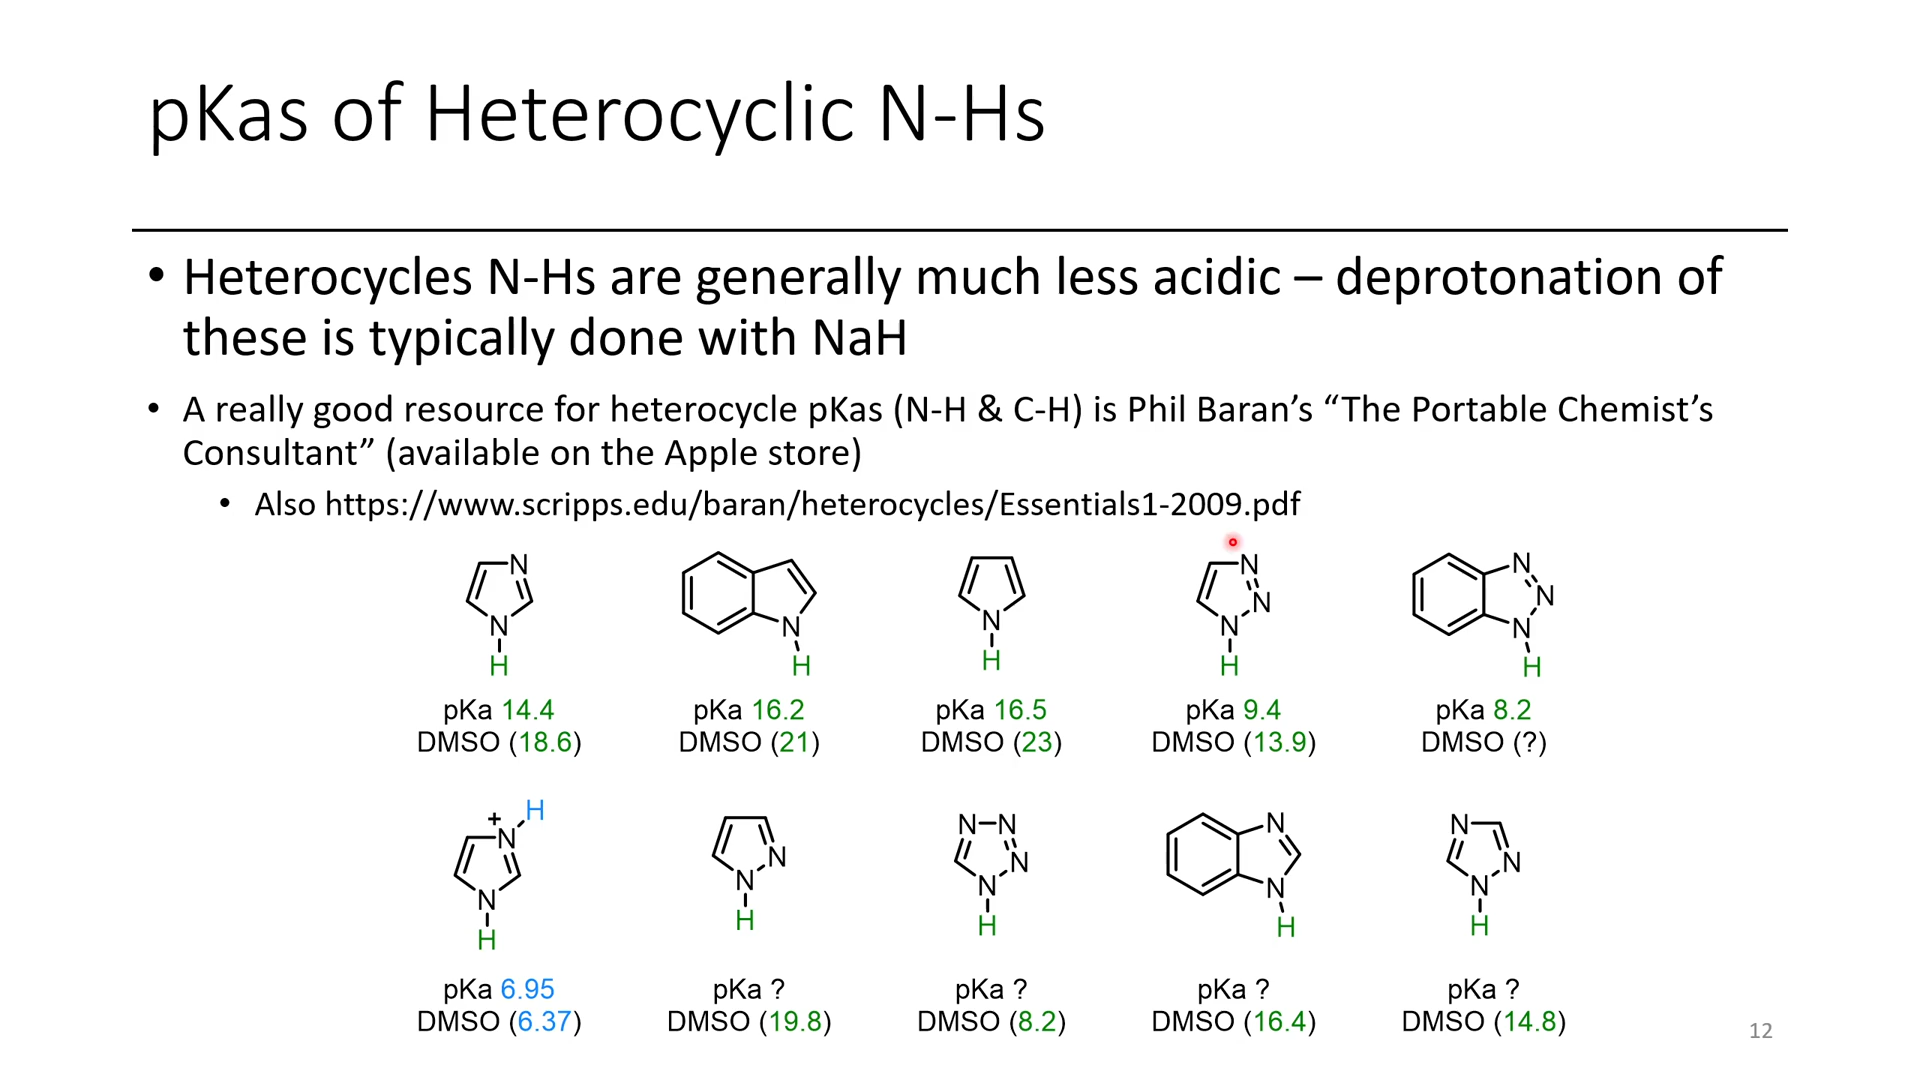 pKas of Heterocyclic N-Hs
• Heterocycles N-Hs are generally much less acidic – deprotonation of
these is typically done with NaH
• A really good resource for heterocycle pKas (N-H & C-H) is Phil Baran’s “The Portable Chemist’s
Consultant” (available on the Apple store)
• Also https://www.scripps.edu/baran/heterocycles/Essentials1-2009.pdf
N
N
H
N
H
N
H
N
N
N
H
N
N
N
H
pKa 14.4
DMSO (18.6)
pKa 16.2
DMSO (21)
pKa 16.5
DMSO (23)
pKa 9.4
DMSO (13.9)
pKa 8.2
DMSO (?)
H
+
N
N
H
N
N
H
N N
N
N
H
N
N
H
N
N
N
H
pKa 6.95
DMSO (6.37)
pKa ?
DMSO (19.8)
pKa ?
DMSO (8.2)
pKa ?
DMSO (16.4)
pKa ?
DMSO (14.8)
12